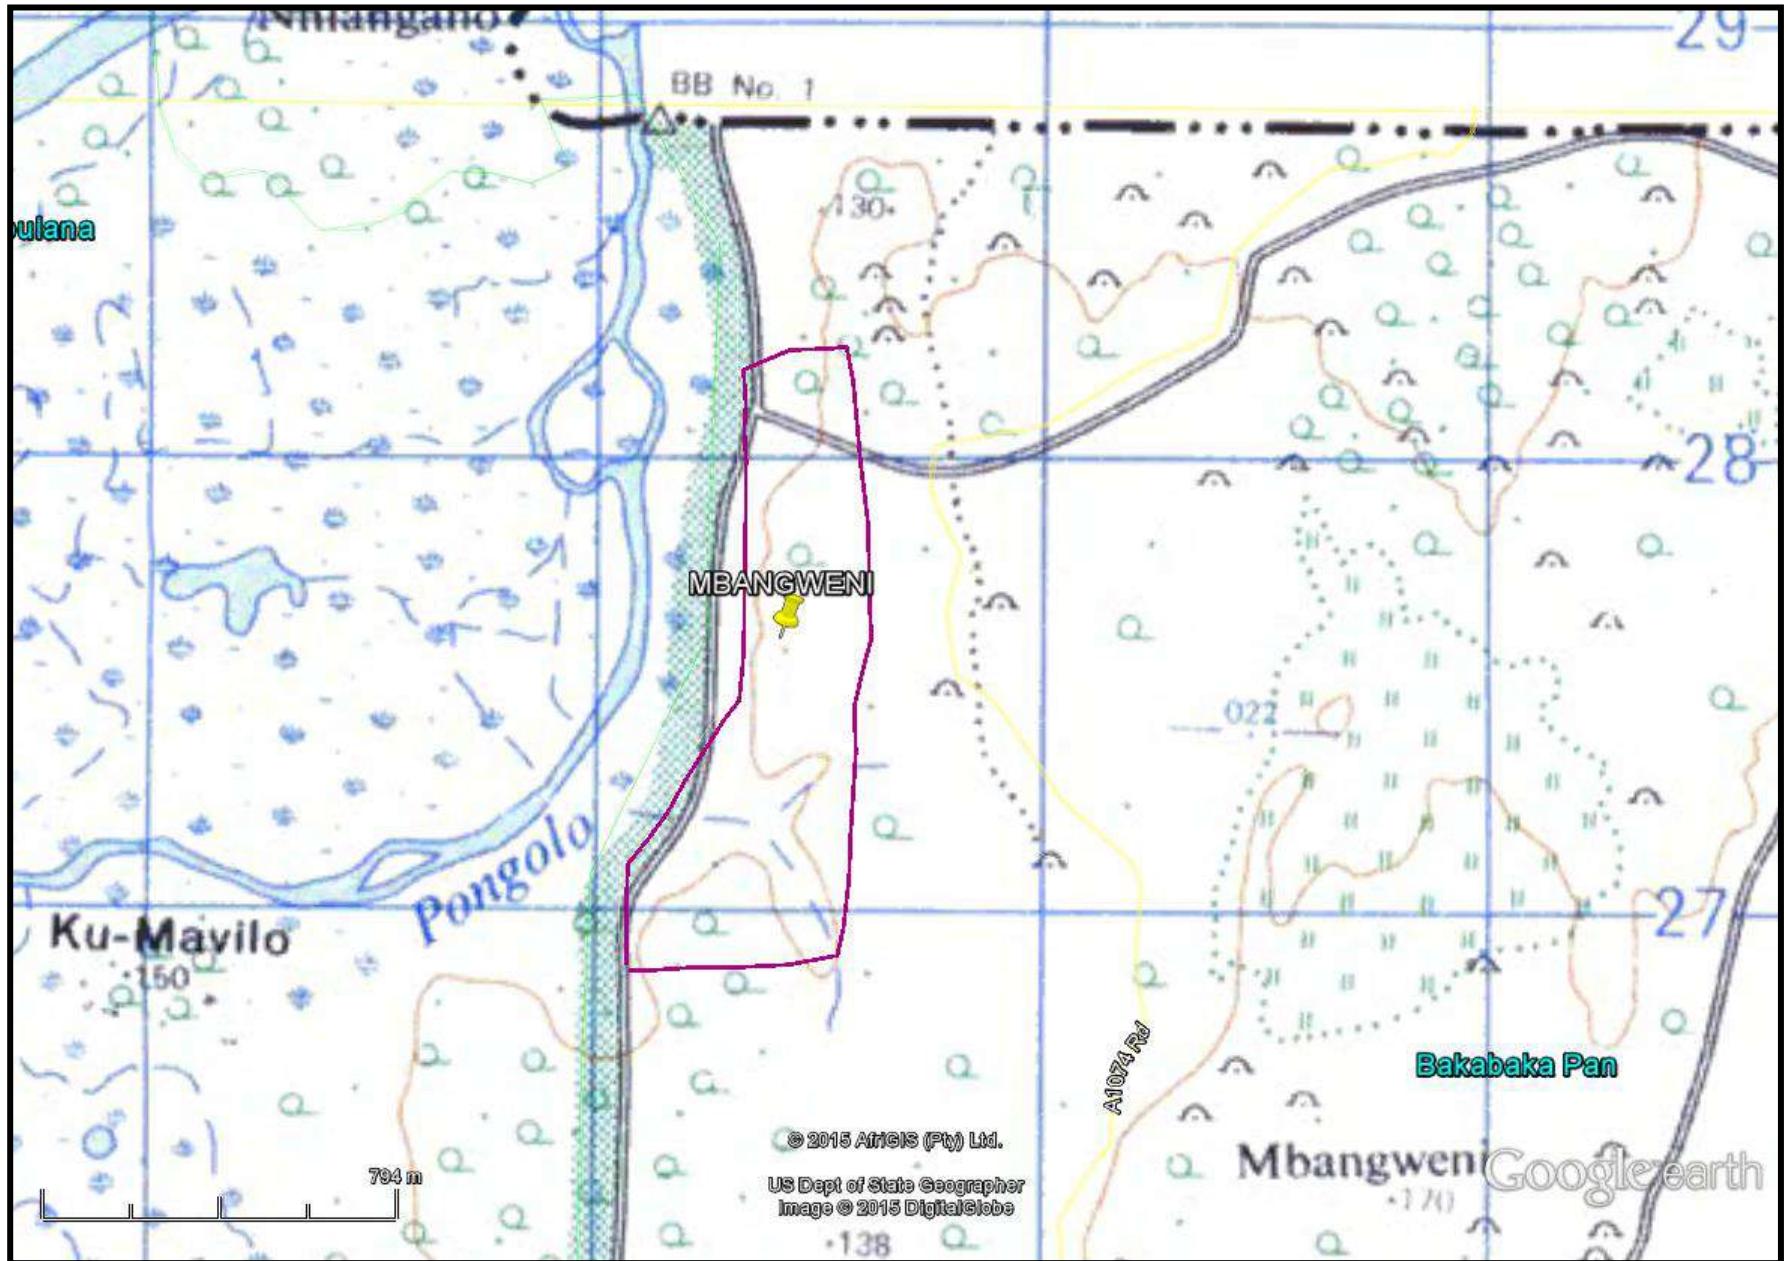 29
BB No. 1
130
28
MBANGWENI
022
Pongolo
27
Ku-Mavilo
150
A1074 Rd
Bakabaka Pan
© 2015 AfriGIS (Pty) Ltd.
Mbangweni
Google earth
794 m
US Dept of State Geographer
Image © 2015 DigitalGlobe
170
138